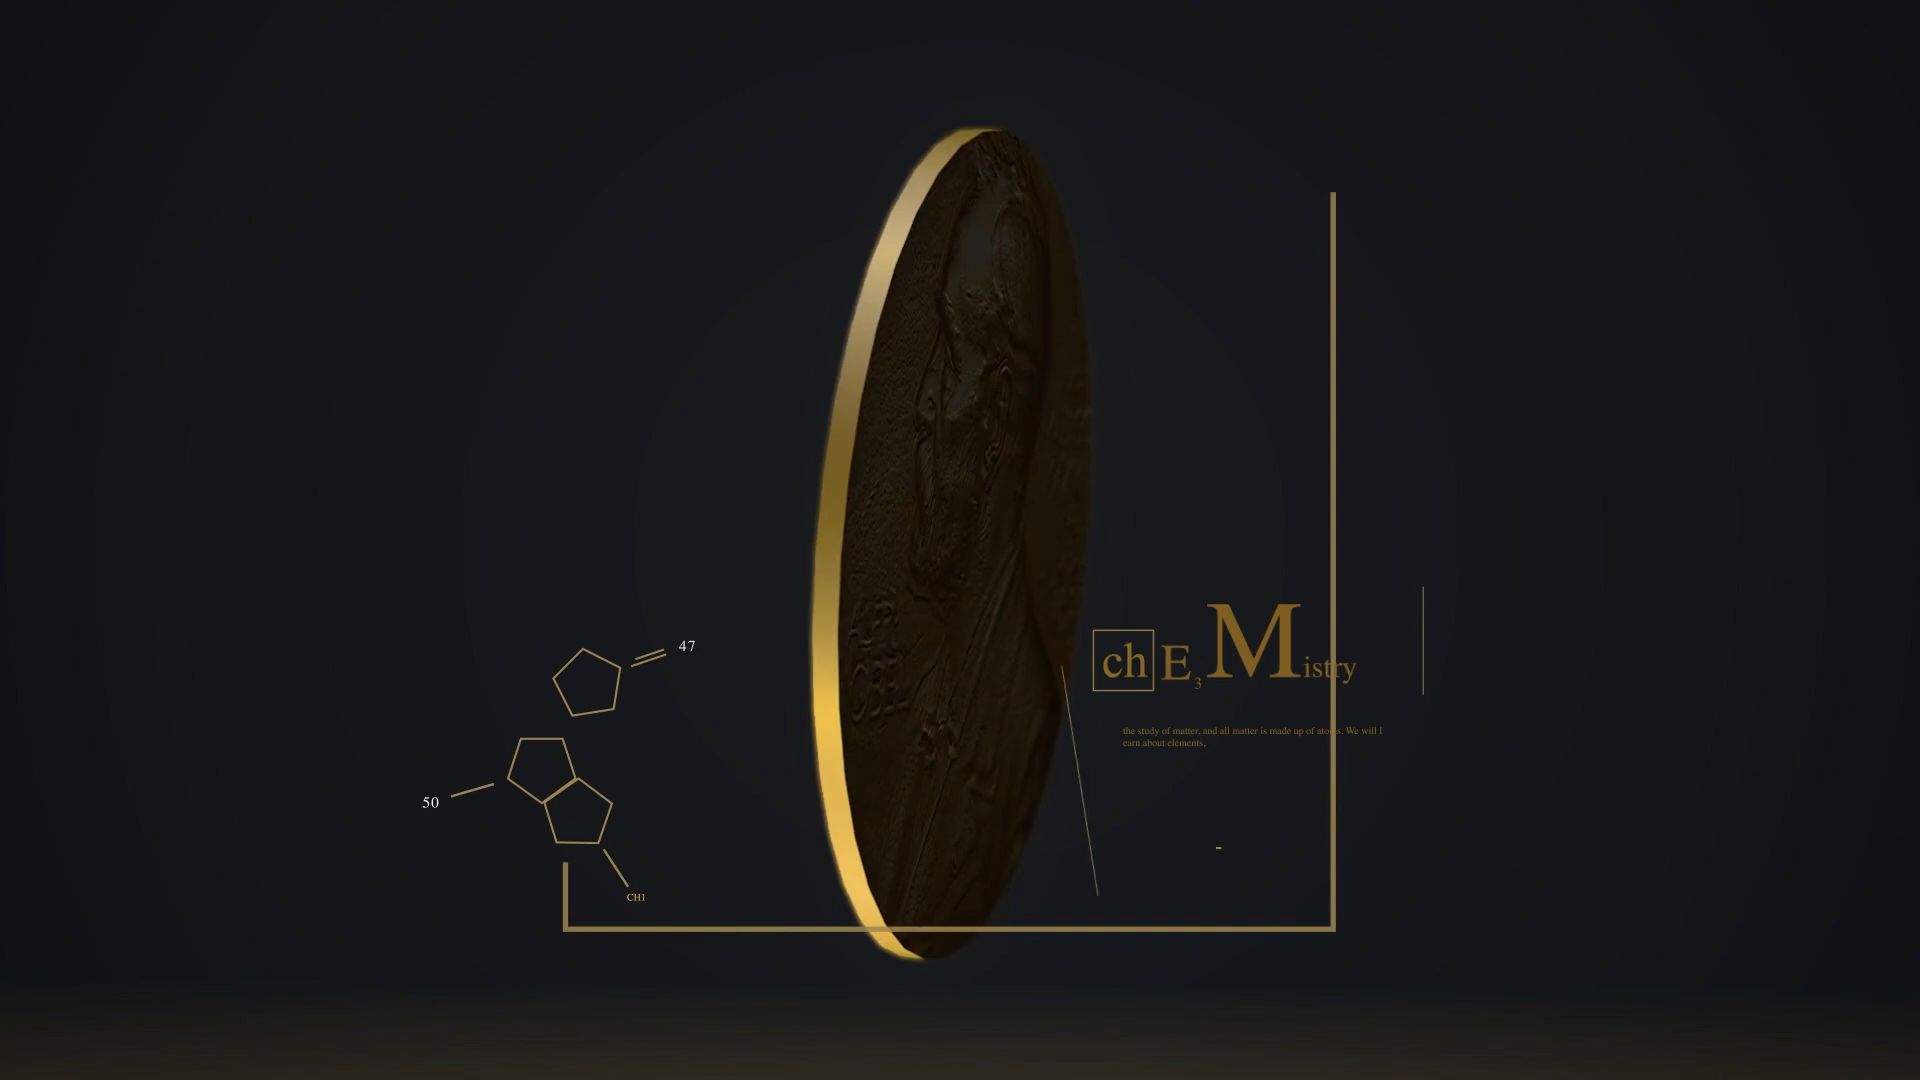 47
chE3Mistry
the study of matter, and all matter is made up of atoms. We will l
earn about elements,
50
CH1